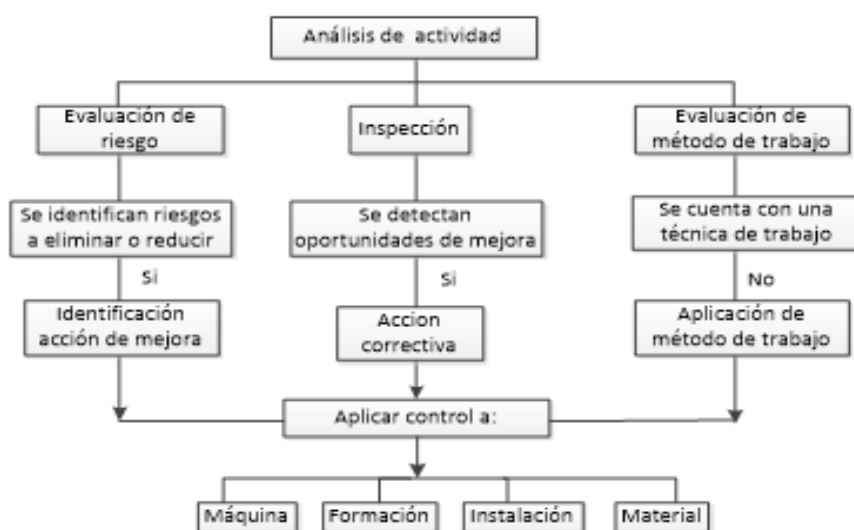 Análisis de actividad
Evaluación de
riesgo
Inspección
Evaluación de
método de trabajo
Se identifican riesgos
a eliminar o reducir
Se detectan
oportunidades de mejora
Se cuenta con una
técnica de trabajo
Si
Si
No
Identificación
acción de mejora
Accion
correctiva
Aplicación de
método de trabajo
Aplicar control a:
Máquina
Formación
Instalación
Material